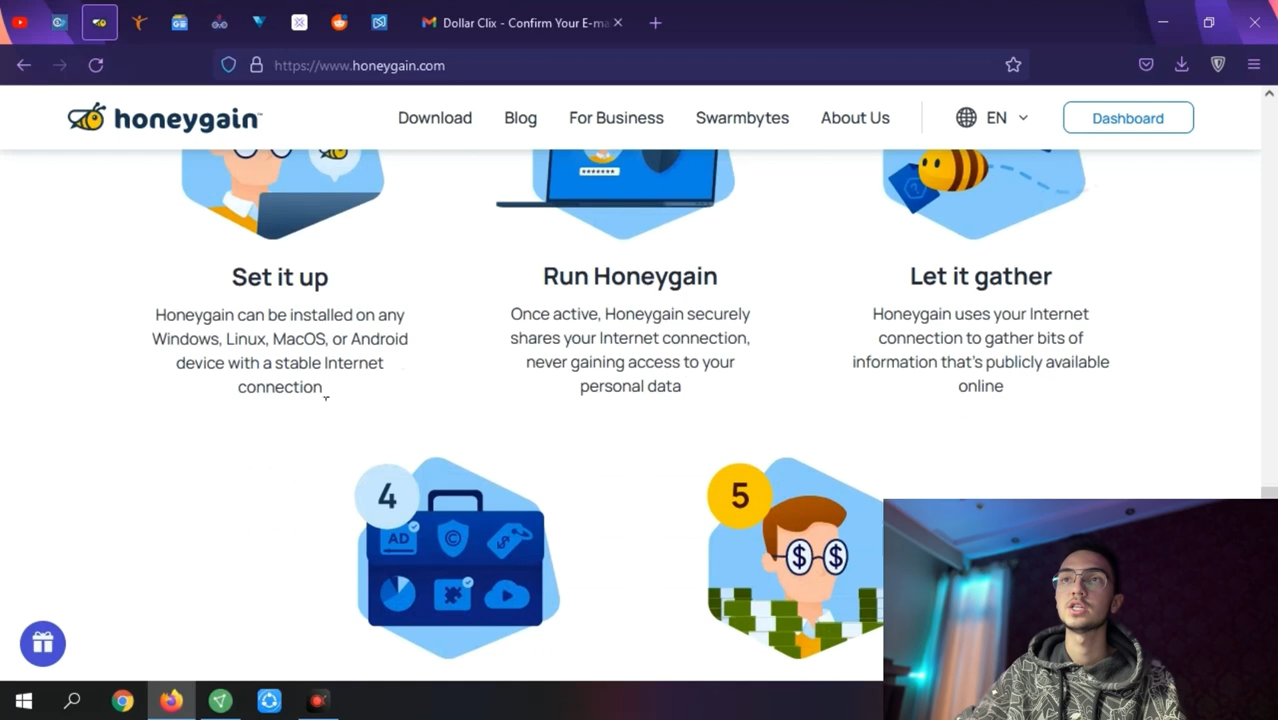 Dollar Clix - Confirm Your E-ma
https://www.honeygain.com
honeygain™
Download
Blog
For Business
Swarmbytes
About Us
EN
Dashboard
Set it up
Honeygain can be installed on any
Windows, Linux, MacOS, or Android
device with a stable Internet
connection
Run Honeygain
Once active, Honeygain securely
shares your Internet connection,
never gaining access to your
personal data
Let it gather
Honeygain uses your Internet
connection to gather bits of
information that's publicly available
online
4
AD
5